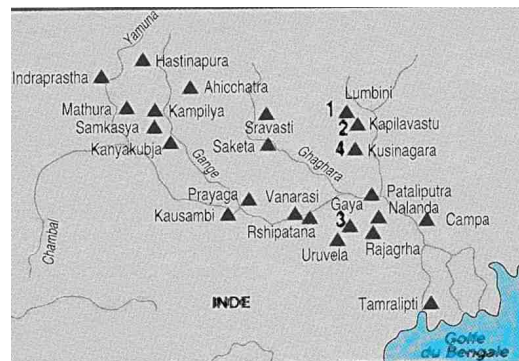 Yamuna
Hastinapura
Indraprastha
Ahicchatra
Lumbini
Mathura
Kampilya
1
Samkasya
Sravasti
2
Kapilavastu
Kanyakubja
Saketa
4
Kusinagara
Gange
Ghaghara
Prayaga
Vanarasi
Gaya
Pataliputra
Nalanda
Kausambi
Rshipatana
3
Campa
Chambal
Uruvela
Rajagrha
INDE
Tamralipti
Golfe
du Bengale